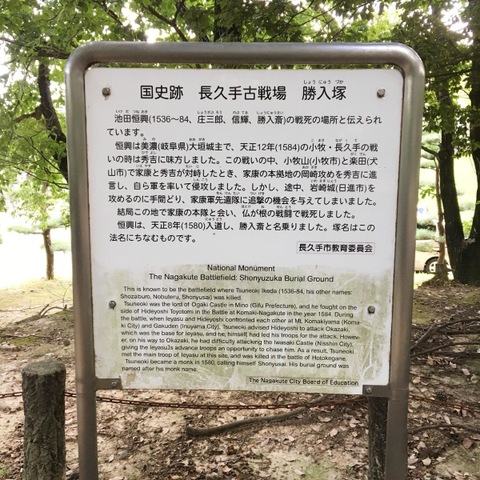 国史跡 長久手古戦場 勝入塚
池田恒興(1536～84、庄三郎、信輝、勝入斎)の戦死の場所と伝えられ
ています。
恒興は美濃(岐阜県)大垣城主で、天正12年(1584)の小牧・長久手の戦
いの時は秀吉に味方しました。この戦いの中、小牧山(小牧市)と楽田(犬
山市)で家康と秀吉が対峙したとき、家康の本拠地の岡崎攻めを秀吉に進
言し、自ら軍を率いて侵攻しました。しかし、途中、岩崎城(日進市)を
攻めるのに手間どり、家康軍先遣隊に追撃の機会を与えてしまいました。
結局この地で家康の本隊と会い、仏が根の戦闘で戦死しました。
恒興は、天正8年(1580)入道し、勝入斎と名乗りました。塚名はこの
法名にちなむものです。
長久手市教育委員会
National Monument
The Nagakute Battlefield: Shonyuzuka Burial Ground
This is known to be the battlefield where Tsuneoki Ikeda (1536-84, other names:
Shozaburo, Nobuteru, Shonyusai) was killed.
Tsuneoki was the lord of Ogaki Castle in Mino (Gifu Prefecture), and he fought on the
side of Hideyoshi Toyotomi in the Battle at Komaki-Nagakute in the year 1584. During
the battle, when Ieyasu and Hideyoshi confronted each other at Mt. Komakiyama (Koma-
ki City) and Gakuden (Inuyama City), Tsuneoki advised Hideyoshi to attack Okazaki,
which was the base for Ieyasu, and he, himself, had led his troops for the attack. Howev-
er, on his way to Okazaki, he had difficulty attacking the Iwasaki Castle (Nisshin City),
giving the Ieyasu's advance troops an opportunity to chase him. As a result, Tsuneoki
met the main troop of Ieyasu at this site, and was killed in the battle of Hotokegane.
Tsuneoki became a monk in 1580, calling himself Shonyusai. His burial ground was
named after his monk name.
The Nagakute City Board of Education